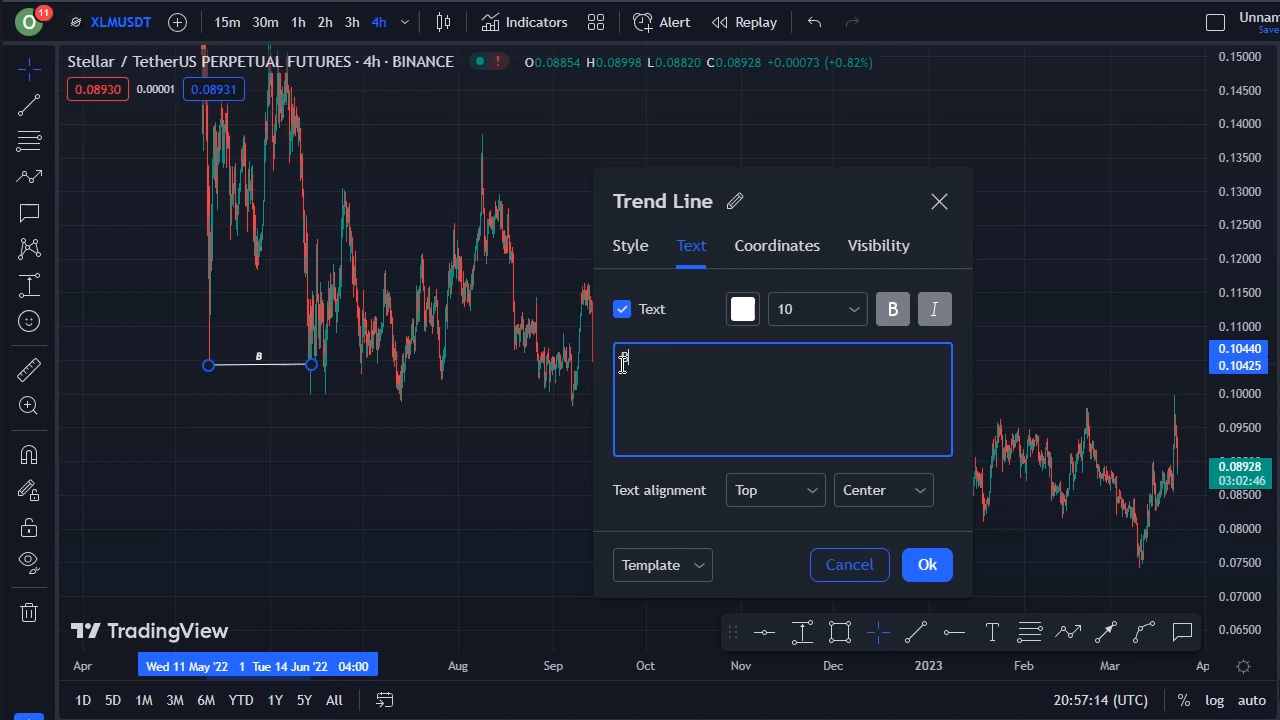 O 11 XLMUSDT 15m 30m 1h 2h 3h 4h Indicators Alert Replay Unnam
Save
Stellar / TetherUS PERPETUAL FUTURES · 4h · BINANCE ! O0.08854 H0.08998 L0.08820 C0.08928 +0.00073 (+0.82%)
0.08930 0.00001 0.08931
0.15000
0.14500
0.14000
0.13500
0.13000
0.12500
0.12000
0.11500
0.11000
0.10440
0.10425
0.10000
0.09500
0.08928
03:02:46
0.08500
0.08000
0.07500
0.07000
0.06500
B
Trend Line
Style Text Coordinates Visibility
Text 10 B I
B
Text alignment Top Center
Template Cancel Ok
TradingView
T
Apr Wed 11 May '22 1 Tue 14 Jun '22 04:00 Aug Sep Oct Nov Dec 2023 Feb Mar Ap
1D 5D 1M 3M 6M YTD 1Y 5Y All 20:57:14 (UTC) % log auto